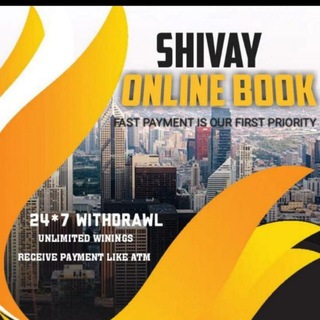 SHIVAY
ONLINE BOOK
FAST PAYMENT IS OUR FIRST PRIORITY
24*7 WITHDRAWL
UNLIMITED WININGS
RECEIVE PAYMENT LIKE ATM